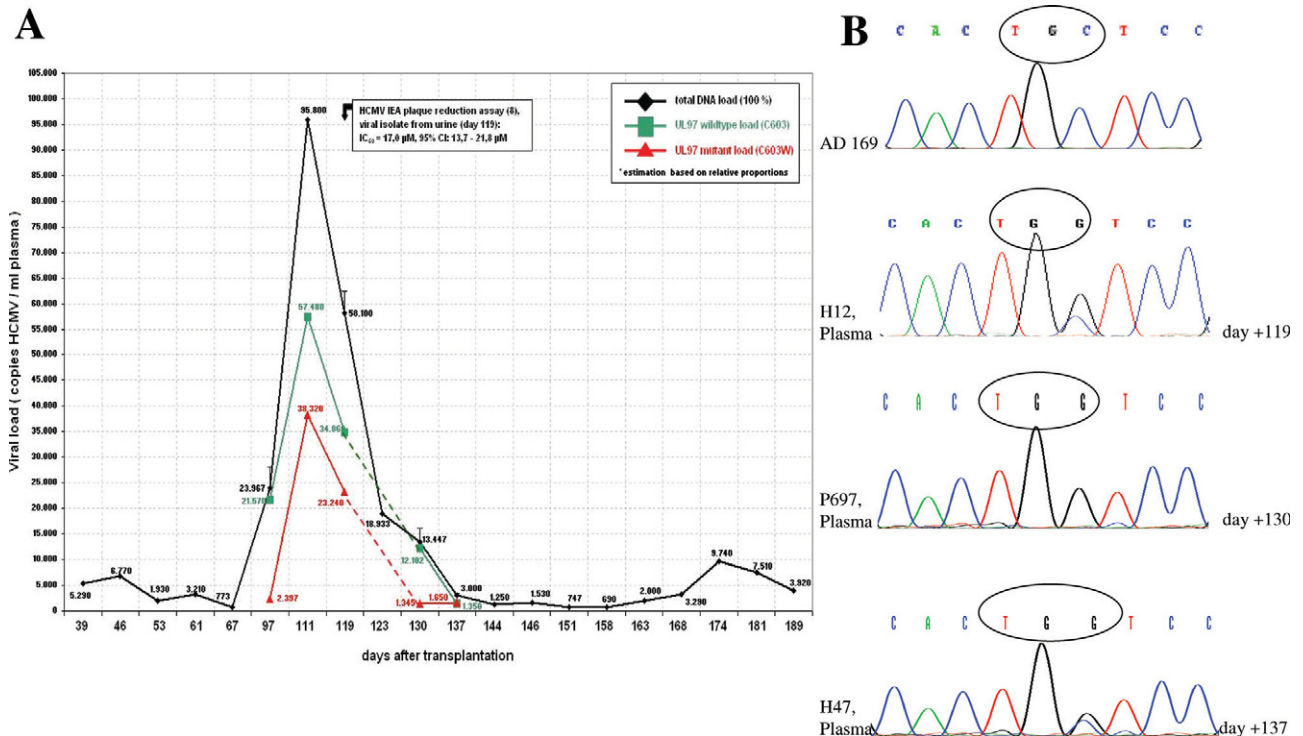 A
105.000
100.000
95.000
90.000
85.000
80.000
75.000
70.000
65.000
60.000
55.000
50.000
45.000
40.000
35.000
30.000
25.000
20.000
15.000
10.000
5.000
0
Viral load ( copies HCMV / ml plasma )
39 46 53 61 67 97 111 119 123 130 137 144 146 151 158 163 168 174 181 189
days after transplantation
95.800
HCMV IEA plaque reduction assay (8),
viral isolate from urine (day 119):
IC50 = 17,0 µM, 95% CI: 13,7 - 21,0 µM
total DNA load (100 %)
UL97 wildtype load (C603)
UL97 mutant load (C603W)
* estimation based on relative proportions
57.480
58.100
38.320
34.860
23.967
21.570
23.240
18.933
13.447
12.102
5.290
6.770
1.930
3.210
773
2.397
1.345
1.650
3.000
1.350
1.250
1.530
747
690
2.000
3.290
9.740
7.510
3.920
B
C A C T G C T C C
AD 169
C A C T G G T C C
H12,
Plasma
day +119
C A C T G G T C C
P697,
Plasma
day +130
C A C T G G T C C
H47,
Plasma
day +137